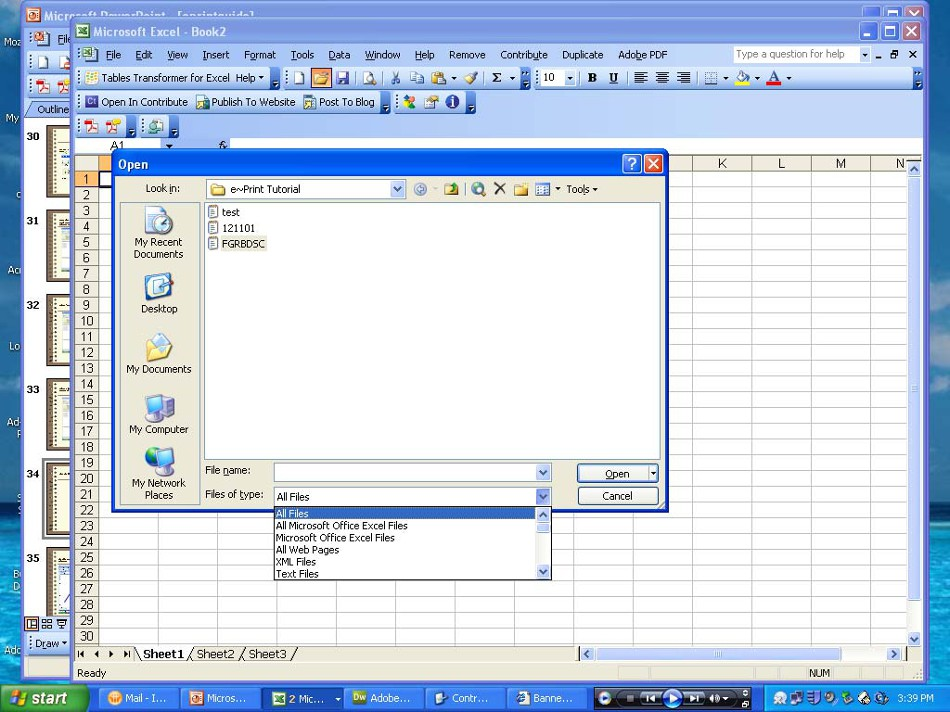 Microsoft PowerPoint - [eprintguide]
Microsoft Excel - Book2
File Edit View Insert Format Tools Data Window Help Remove Contribute Duplicate Adobe PDF
Type a question for help
Tables Transformer for Excel Help
10 B U
Open In Contribute Publish To Website Post To Blog
Outline
A1 fx
K L M N
Open
Look in: e~Print Tutorial Tools
test
121101
FGRBDSC
My Recent
Documents
Desktop
My Documents
My Computer
My Network
Places
File name:
Open
Files of type: All Files
Cancel
All Files
All Microsoft Office Excel Files
Microsoft Office Excel Files
All Web Pages
XML Files
Text Files
1
2
3
4
5
6
7
8
9
10
11
12
13
14
15
16
17
18
19
20
21
22
23
24
25
26
27
28
29
30
30
31
32
33
34
35
Draw
Sheet1 Sheet2 Sheet3
Ready
NUM
start Mail - I... Micros... 2 Mic... Adobe... Contr... Banne... 3:39 PM